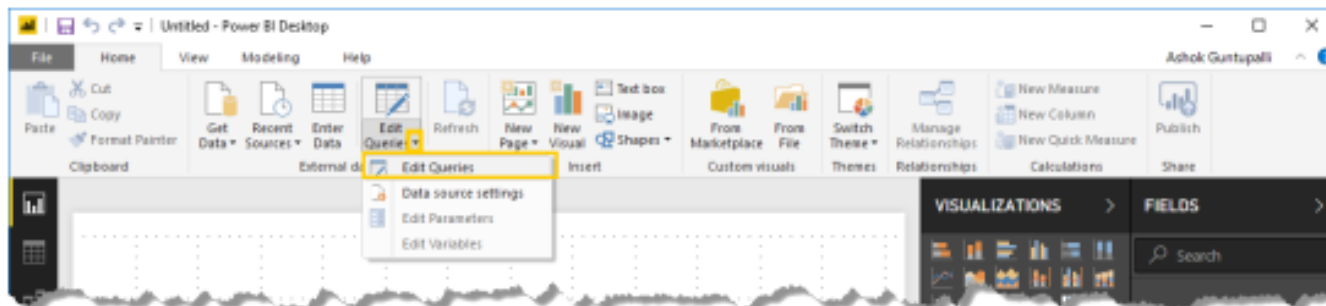 Untitled - Power BI Desktop
File Home View Modeling Help Ashok Guntupalli
Cut
Copy
Format Painter
Paste
Get Data
Recent Sources
Enter Data
Edit Queries
Refresh
New Page
New Visual
Text box
Image
Shapes
From Marketplace
From File
Switch Theme
Manage Relationships
New Measure
New Column
New Quick Measure
Publish
Clipboard External da Insert Custom visuals Themes Relationships Calculations Share
Edit Queries
Data source settings
Edit Parameters
Edit Variables
VISUALIZATIONS FIELDS
Search